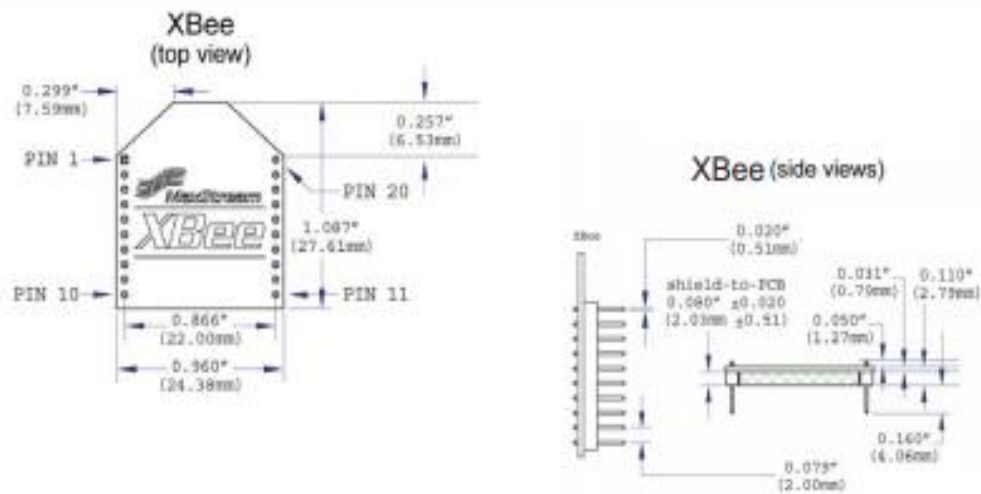 XBee
(top view)
0.299"
(7.59mm)
0.257"
(6.53mm)
PIN 1
PIN 20
MaxStream
XBee
1.087"
(27.61mm)
PIN 10
PIN 11
0.866"
(22.00mm)
0.960"
(24.38mm)
XBee (side views)
XBee
0.020"
(0.51mm)
shield-to-PCB
0.080" ±0.020
(2.03mm ±0.51)
0.031"
(0.79mm)
0.110"
(2.79mm)
0.050"
(1.27mm)
0.160"
(4.06mm)
0.079"
(2.00mm)